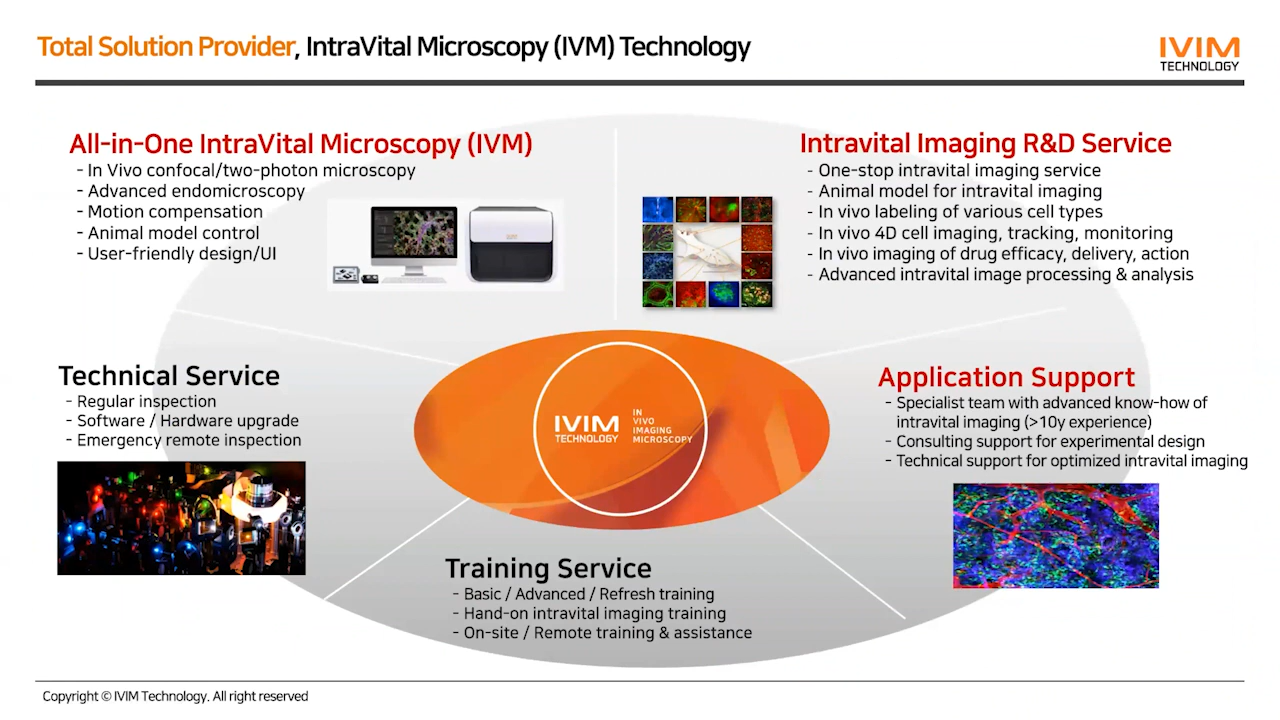 Total Solution Provider, IntraVital Microscopy (IVM) Technology
IVIM
TECHNOLOGY
All-in-One IntraVital Microscopy (IVM)
- In Vivo confocal/two-photon microscopy
- Advanced endomicroscopy
- Motion compensation
- Animal model control
- User-friendly design/UI
Intravital Imaging R&D Service
- One-stop intravital imaging service
- Animal model for intravital imaging
- In vivo labeling of various cell types
- In vivo 4D cell imaging, tracking, monitoring
- In vivo imaging of drug efficacy, delivery, action
- Advanced intravital image processing & analysis
Technical Service
- Regular inspection
- Software / Hardware upgrade
- Emergency remote inspection
IVIM
TECHNOLOGY
IN
VIVO
IMAGING
MICROSCOPY
Application Support
- Specialist team with advanced know-how of
intravital imaging (>10y experience)
- Consulting support for experimental design
- Technical support for optimized intravital imaging
Training Service
- Basic / Advanced / Refresh training
- Hand-on intravital imaging training
- On-site / Remote training & assistance
Copyright © IVIM Technology. All right reserved